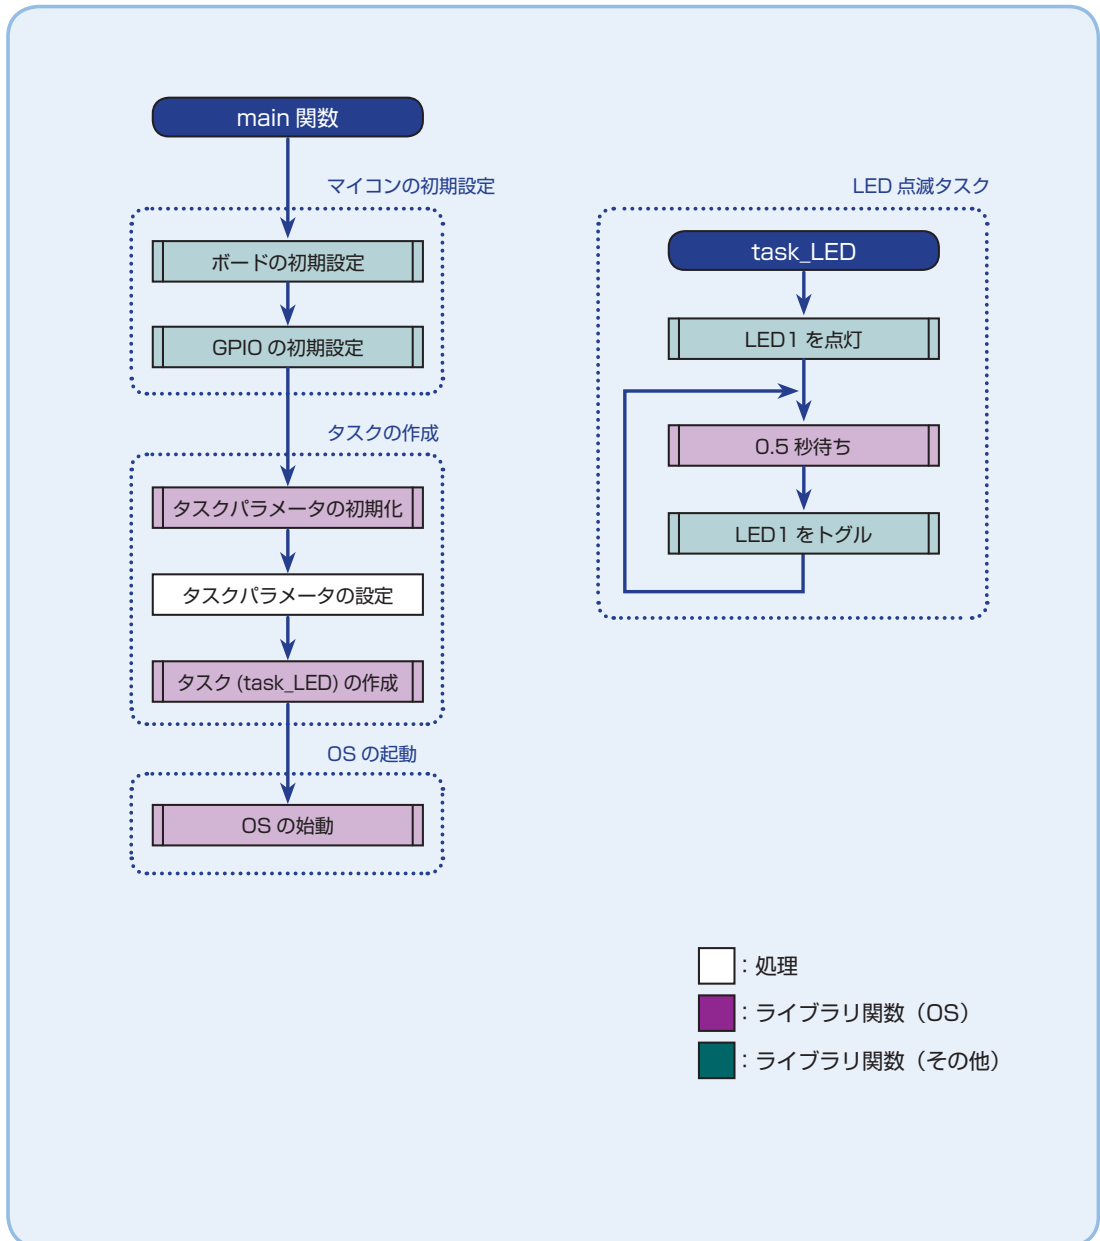 main 関数
マイコンの初期設定
ボードの初期設定
GPIO の初期設定
タスクの作成
タスクパラメータの初期化
タスクパラメータの設定
タスク (task_LED) の作成
OS の起動
OS の始動
LED 点滅タスク
task_LED
LED1 を点灯
0.5 秒待ち
LED1 をトグル
：処理
：ライブラリ関数（OS）
：ライブラリ関数（その他）